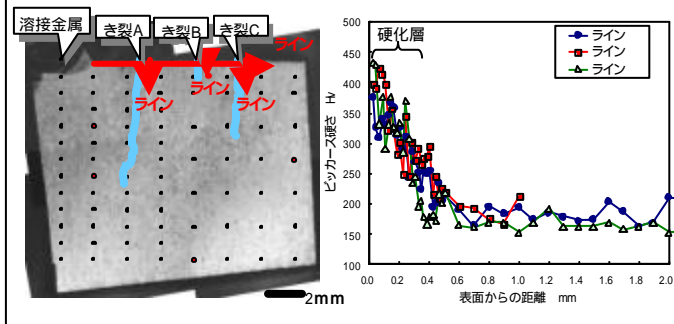 溶接金属
き裂A
き裂B
き裂C
ライン
ライン
ライン
ライン
2mm
硬化層
ライン
ライン
ライン
ビッカース硬さ Hv
500
450
400
350
300
250
200
150
100
0.0 0.2 0.4 0.6 0.8 1.0 1.2 1.4 1.6 1.8 2.0
表面からの距離 mm